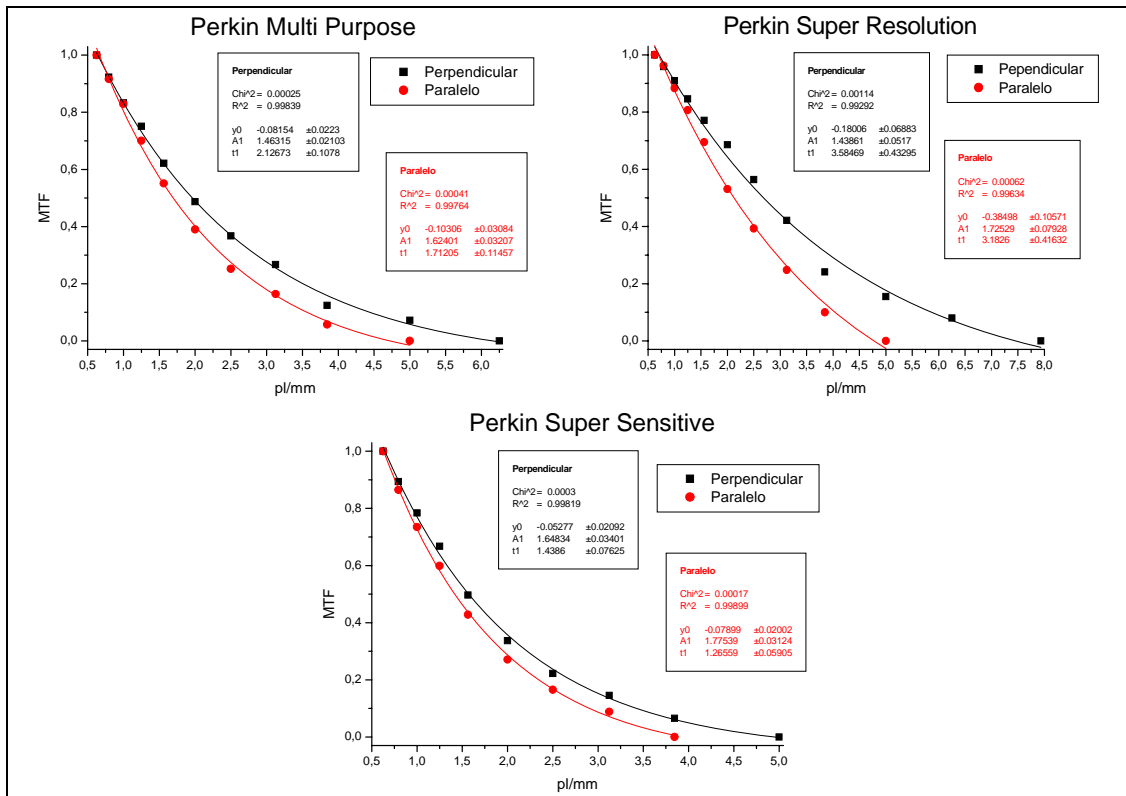 Perkin Multi Purpose
1,0
0,8
0,6
0,4
0,2
0,0
MTF
0,5 1,0 1,5 2,0 2,5 3,0 3,5 4,0 4,5 5,0 5,5 6,0
pl/mm
Perpendicular
Chi^2 = 0.00025
R^2 = 0.99839
y0 -0.08154 ±0.0223
A1 1.46315 ±0.02103
t1 2.12673 ±0.1078
Perpendicular
Paralelo
Paralelo
Chi^2 = 0.00041
R^2 = 0.99764
y0 -0.10306 ±0.03084
A1 1.62401 ±0.03207
t1 1.71205 ±0.11457
Perkin Super Resolution
1,0
0,8
0,6
0,4
0,2
0,0
MTF
0,5 1,0 1,5 2,0 2,5 3,0 3,5 4,0 4,5 5,0 5,5 6,0 6,5 7,0 7,5 8,0
pl/mm
Perpendicular
Chi^2 = 0.00114
R^2 = 0.99292
y0 -0.18006 ±0.06883
A1 1.43861 ±0.0517
t1 3.58469 ±0.43295
Pependicular
Paralelo
Paralelo
Chi^2 = 0.00062
R^2 = 0.99634
y0 -0.38498 ±0.10571
A1 1.72529 ±0.07928
t1 3.1826 ±0.41632
Perkin Super Sensitive
1,0
0,8
0,6
0,4
0,2
0,0
MTF
0,5 1,0 1,5 2,0 2,5 3,0 3,5 4,0 4,5 5,0
pl/mm
Perpendicular
Chi^2 = 0.0003
R^2 = 0.99819
y0 -0.05277 ±0.02092
A1 1.64834 ±0.03401
t1 1.4386 ±0.07625
Perpendicular
Paralelo
Paralelo
Chi^2 = 0.00017
R^2 = 0.99899
y0 -0.07899 ±0.02002
A1 1.77539 ±0.03124
t1 1.26559 ±0.05905